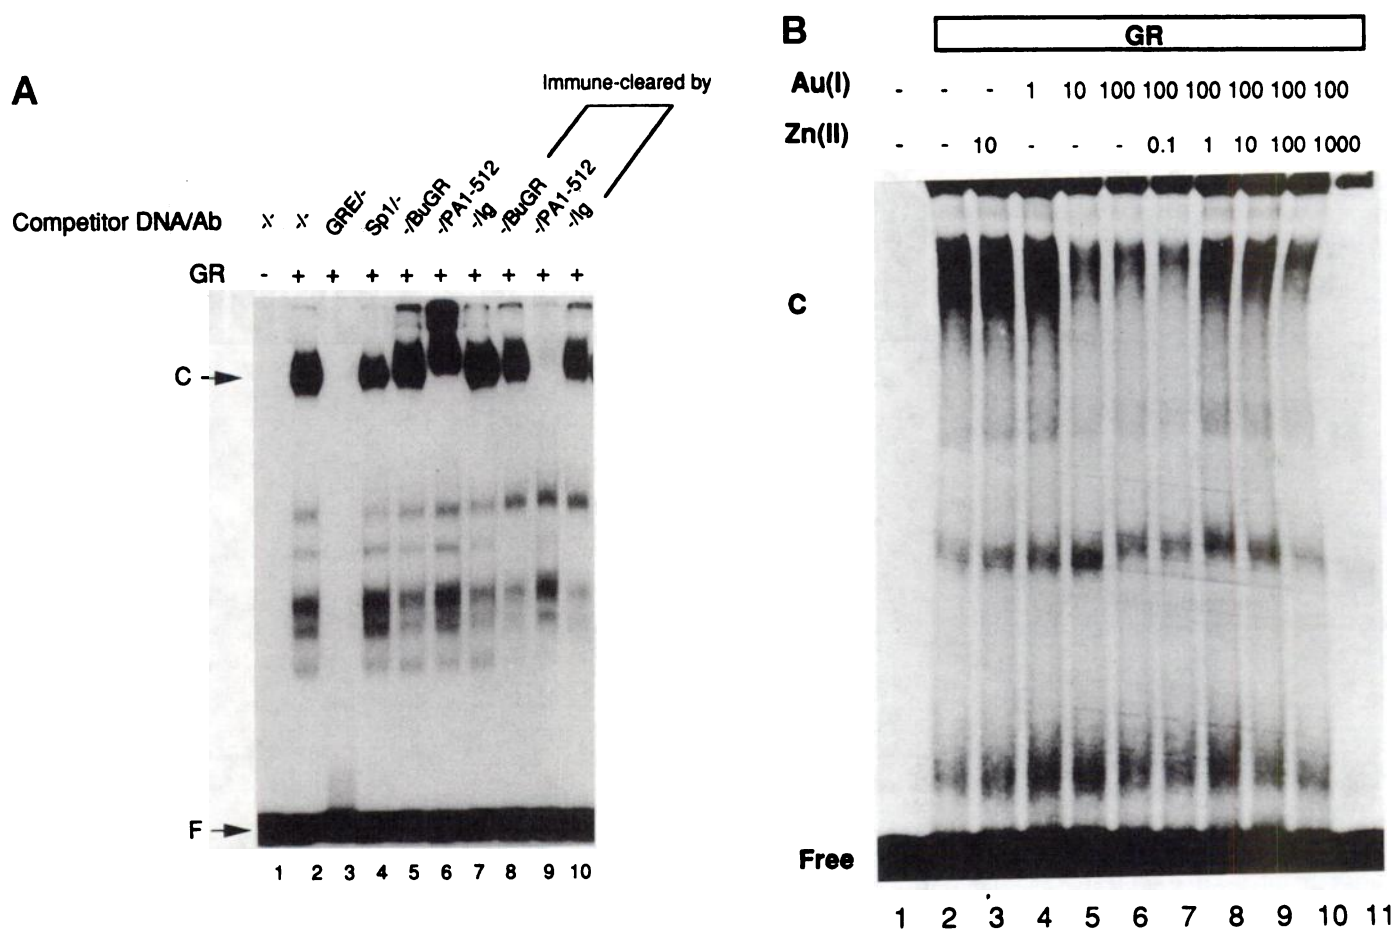 A
Immune-cleared by
Competitor DNA/Ab -/- -/- GRE/- Sp1/- -/BuGR -/PA1-512 -/Ig -/BuGR -/PA1-512 -/Ig
GR - + + + + + + + + +
C
F
1 2 3 4 5 6 7 8 9 10
B
GR
Au(I) - - - 1 10 100 100 100 100 100 100
Zn(II) - - 10 - - - 0.1 1 10 100 1000
C
Free
1 2 3 4 5 6 7 8 9 10 11